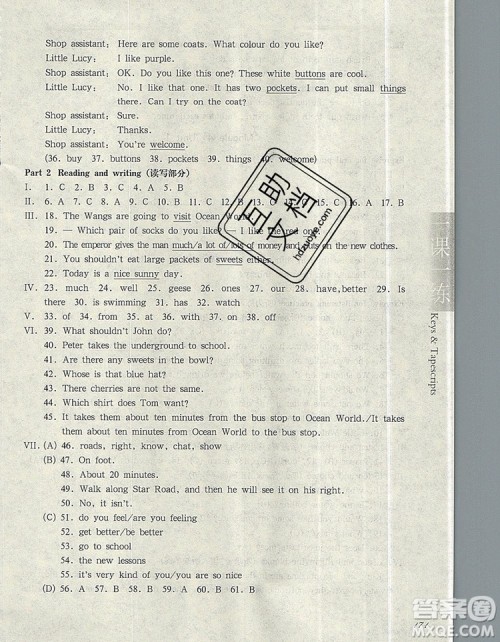 Shop assistant: Here are some coats. What colour do you like?
Little Lucy: I like purple.
Shop assistant: OK. Do you like this one? These white buttons are cool.
Little Lucy: No. I like that one. It has two pockets. I can put small things there. Can I try on the coat?
Shop assistant: Sure.
Little Lucy: Thanks.
Shop assistant: You're welcome.
(36. buy 37. buttons 38. pockets 39. things 40. welcome)
Part 2 Reading and writing (读写部分)
I. 1. C 2. B 3. C 4. A 5. B
II. 6. C 7. A 8. 9. A 10. 11. 12. C 13. 14. C 15. A 16. A 17. B
III. 18. The Wangs are going to visit Ocean World
19. — Which pair of socks do you like? I like the red one
20. The emperor gives the man much/a lot of/lots of money and puts on the new clothes.
21. You shouldn't eat large packets of sweets either.
22. Today is a nice sunny day.
IV. 23. much 24. well 25. geese 26. ones 27. our 28. have,better
29. there 30. is swimming 31. has 32. is
V. 33. of 34. from 35. at 36. with 37. on 38. off
VI. 39. What shouldn't John do?
40. Peter takes the underground to school.
41. Are there any sweets in the bowl?
42. Whose is that blue hat?
43. There cherries are not the same.
44. Which shirt does Tom want?
45. It takes them about ten minutes from the bus stop to Ocean World./It takes them about ten minutes from Ocean World to the bus stop.
VII. (A) 46. roads, right, know, chat, show
(B) 47. On foot.
48. About 20 minutes.
49. Walk along Star Road, and then he will see it on his right.
50. No, it isn't.
(C) 51. do you feel/are you feeling
52. get better/be better
53. go to school
54. the new lessons
55. it's very kind of you/you are so nice
(D) 56. A 57. B 58. A 59. B 60. B
一课一练
Keys & Tapescripts
自助文档
hdzuoye.com
答案圈
MXQE.COM